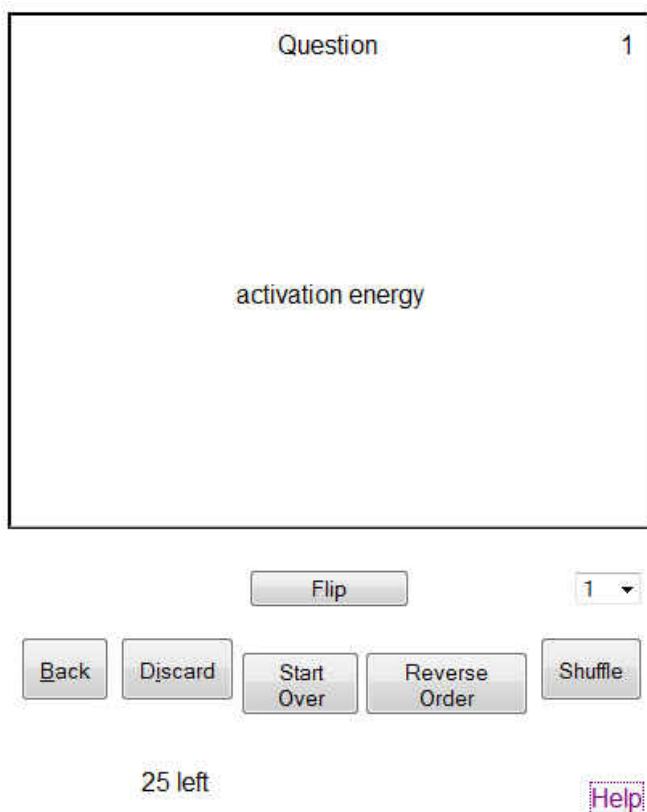 Question 1
activation energy
Flip 1
Back Discard Start Over Reverse Order Shuffle
25 left
Help